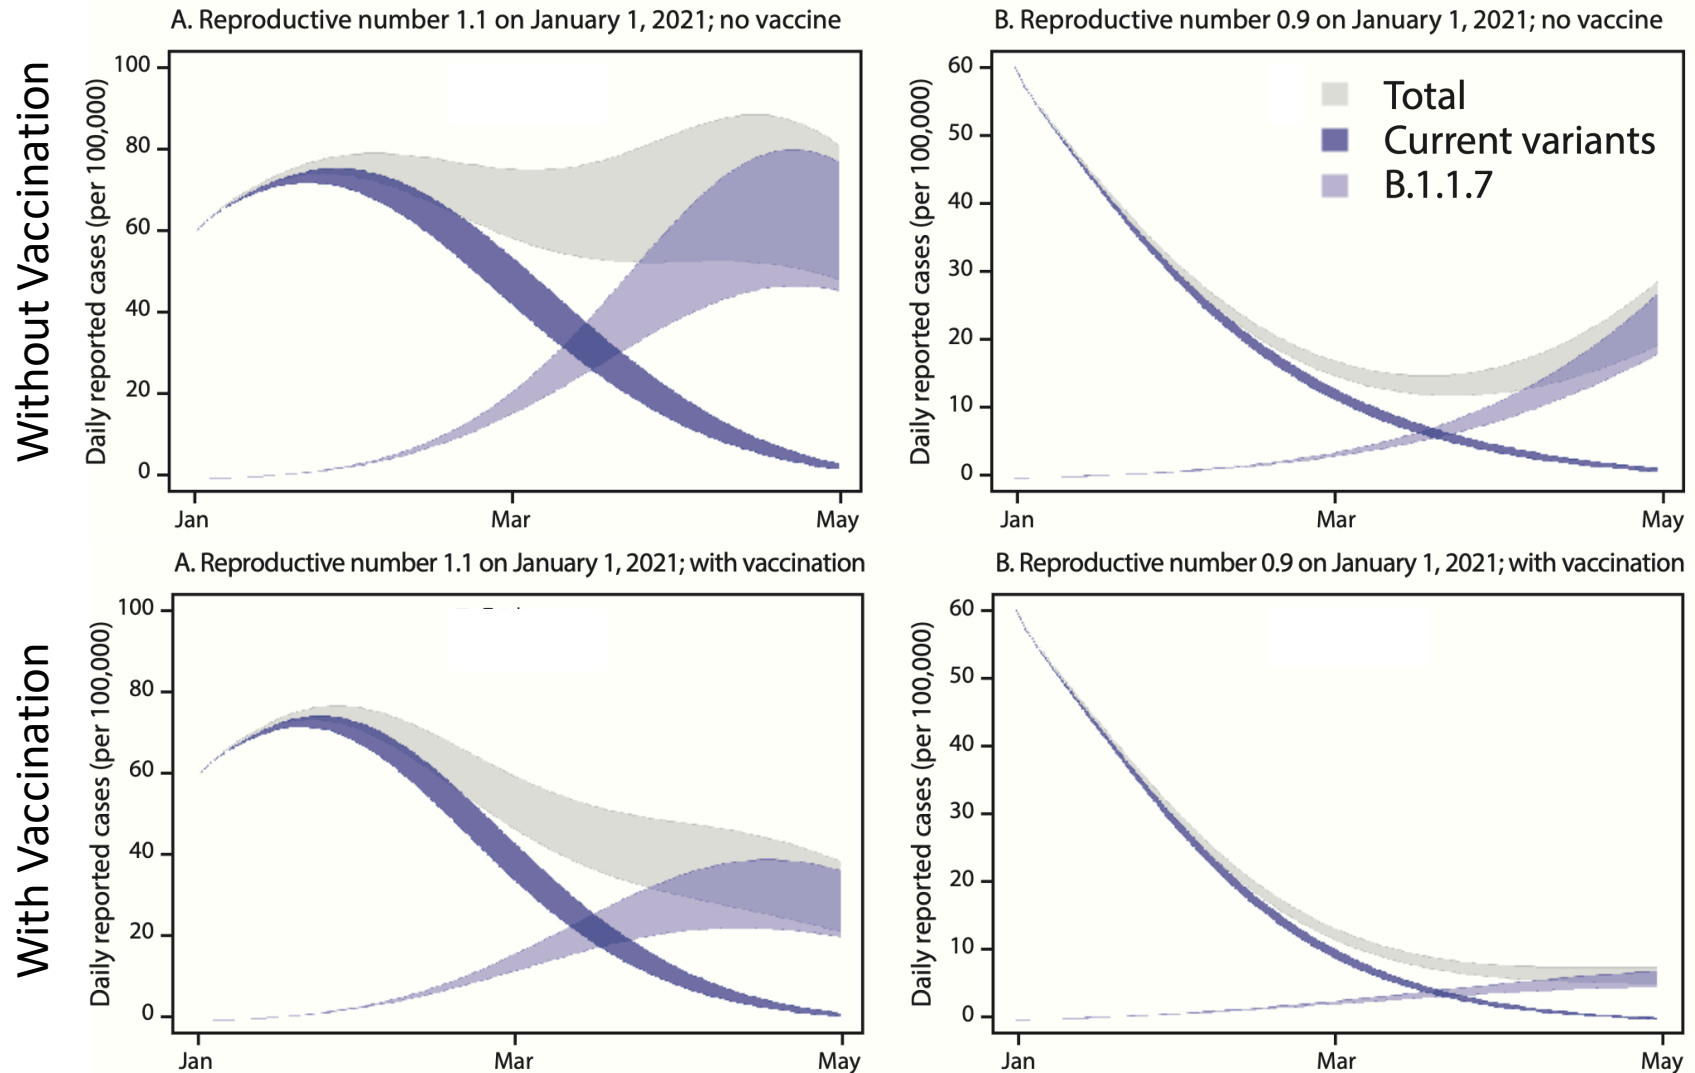 Without Vaccination
A. Reproductive number 1.1 on January 1, 2021; no vaccine
Daily reported cases (per 100,000)
100
80
60
40
20
0
Jan
Mar
May
B. Reproductive number 0.9 on January 1, 2021; no vaccine
Daily reported cases (per 100,000)
60
50
40
30
20
10
0
Total
Current variants
B.1.1.7
Jan
Mar
May
With Vaccination
A. Reproductive number 1.1 on January 1, 2021; with vaccination
Daily reported cases (per 100,000)
100
80
60
40
20
0
Jan
Mar
May
B. Reproductive number 0.9 on January 1, 2021; with vaccination
Daily reported cases (per 100,000)
60
50
40
30
20
10
0
Jan
Mar
May